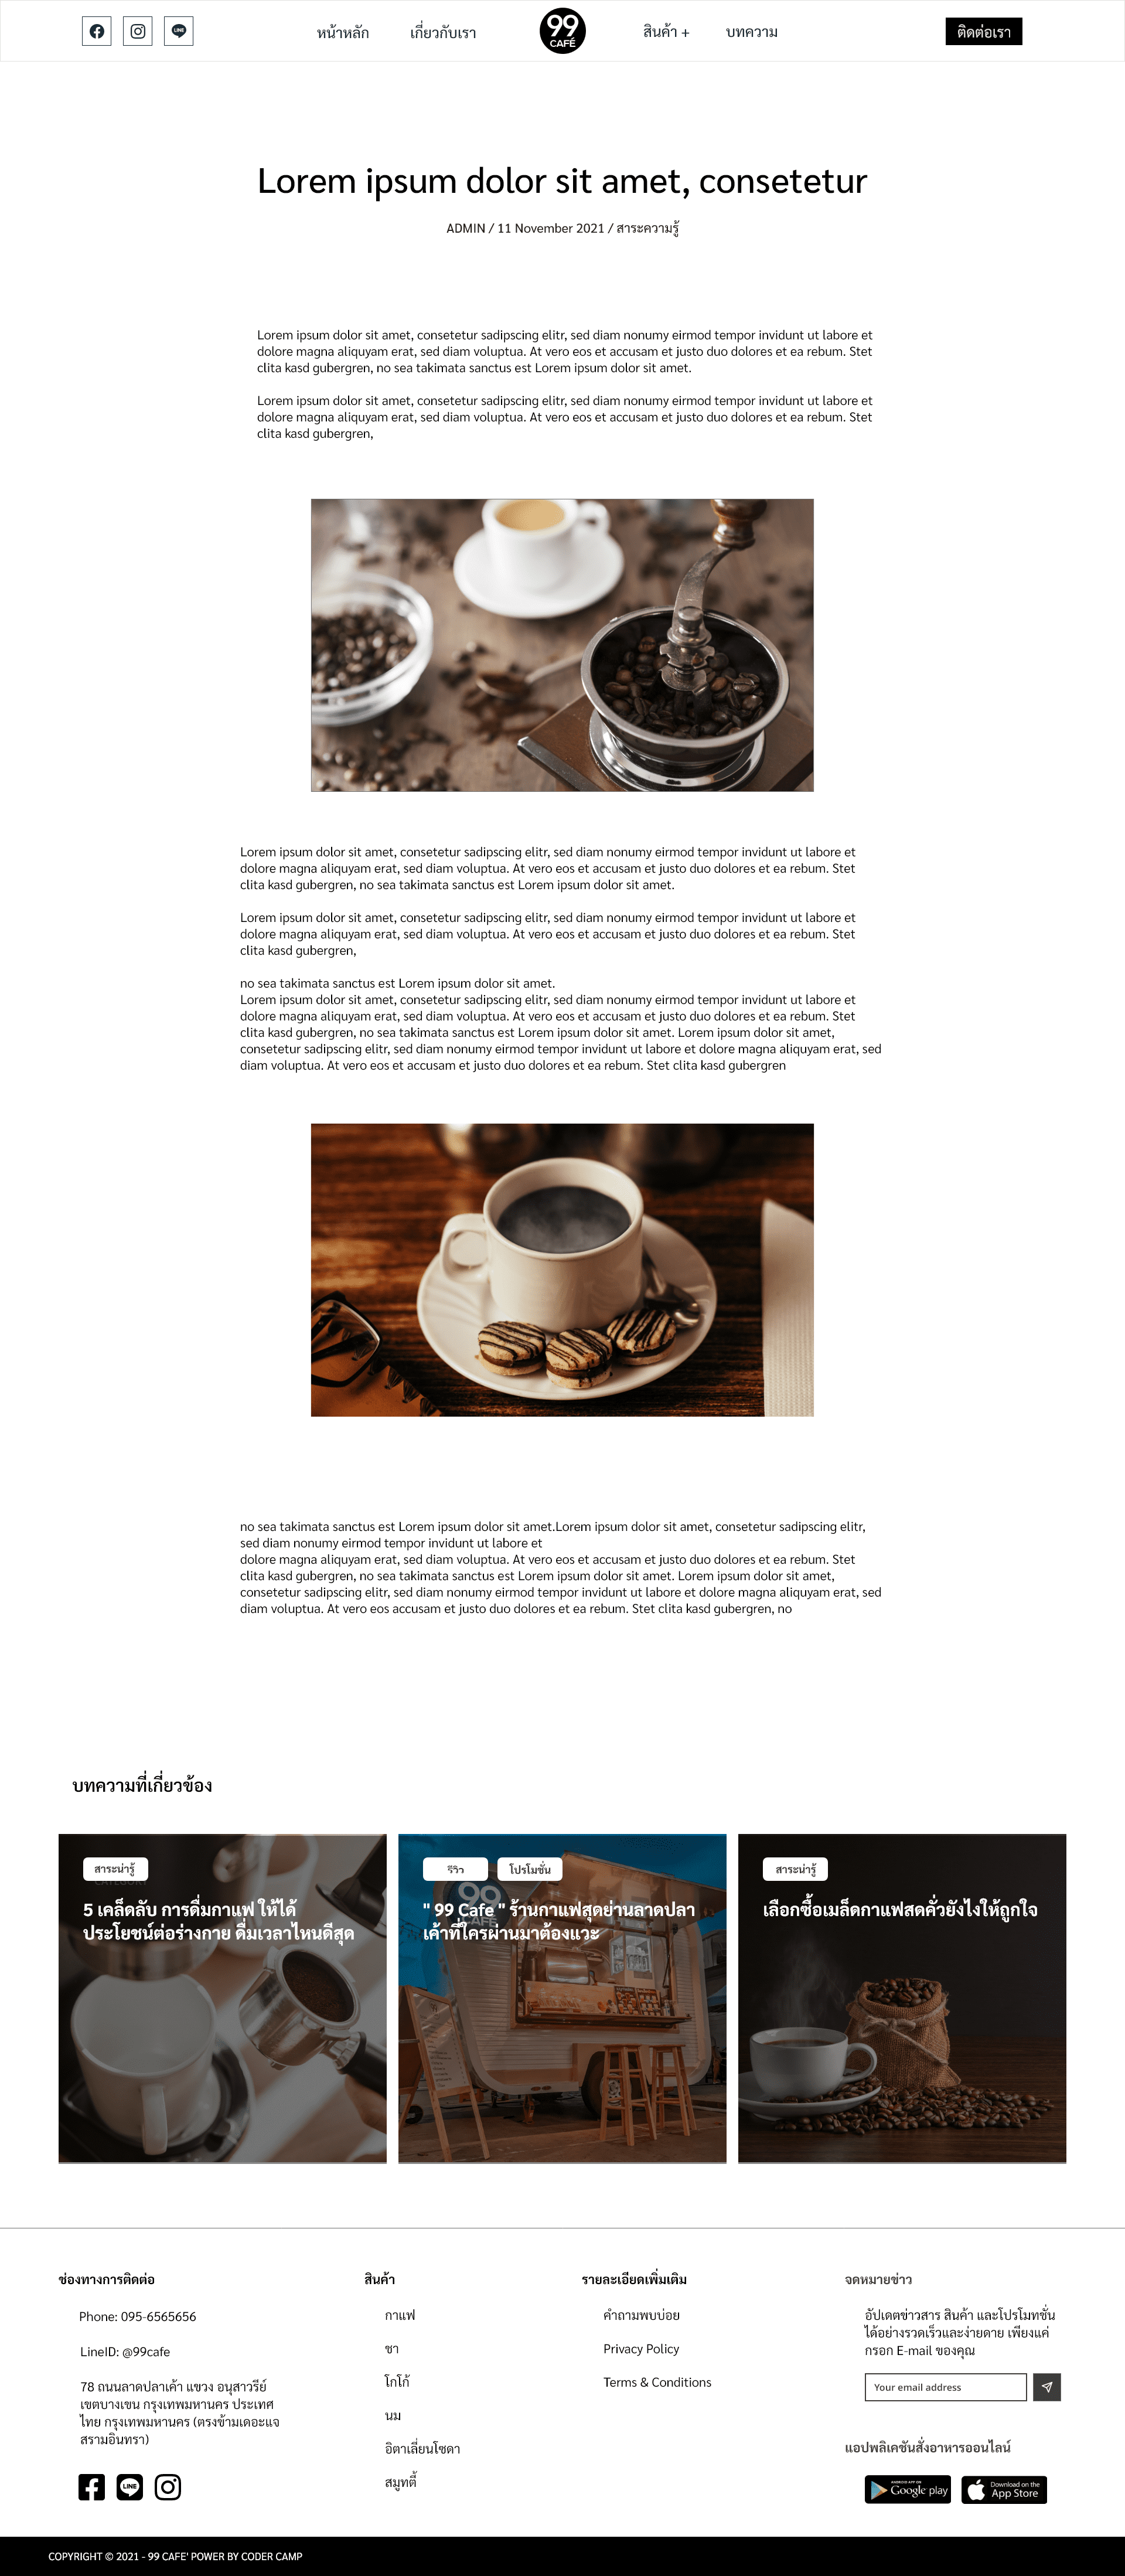 หน้าหลัก
เกี่ยวกับเรา
99
CAFÉ
สินค้า +
บทความ
ติดต่อเรา
Lorem ipsum dolor sit amet, consetetur
ADMIN / 11 November 2021 / สาระความรู้
Lorem ipsum dolor sit amet, consetetur sadipscing elitr, sed diam nonumy eirmod tempor invidunt ut labore et
dolore magna aliquyam erat, sed diam voluptua. At vero eos et accusam et justo duo dolores et ea rebum. Stet
clita kasd gubergren, no sea takimata sanctus est Lorem ipsum dolor sit amet.
Lorem ipsum dolor sit amet, consetetur sadipscing elitr, sed diam nonumy eirmod tempor invidunt ut labore et
dolore magna aliquyam erat, sed diam voluptua. At vero eos et accusam et justo duo dolores et ea rebum. Stet
clita kasd gubergren,
Lorem ipsum dolor sit amet, consetetur sadipscing elitr, sed diam nonumy eirmod tempor invidunt ut labore et
dolore magna aliquyam erat, sed diam voluptua. At vero eos et accusam et justo duo dolores et ea rebum. Stet
clita kasd gubergren, no sea takimata sanctus est Lorem ipsum dolor sit amet.
Lorem ipsum dolor sit amet, consetetur sadipscing elitr, sed diam nonumy eirmod tempor invidunt ut labore et
dolore magna aliquyam erat, sed diam voluptua. At vero eos et accusam et justo duo dolores et ea rebum. Stet
clita kasd gubergren,
no sea takimata sanctus est Lorem ipsum dolor sit amet.
Lorem ipsum dolor sit amet, consetetur sadipscing elitr, sed diam nonumy eirmod tempor invidunt ut labore et
dolore magna aliquyam erat, sed diam voluptua. At vero eos et accusam et justo duo dolores et ea rebum. Stet
clita kasd gubergren, no sea takimata sanctus est Lorem ipsum dolor sit amet. Lorem ipsum dolor sit amet,
consetetur sadipscing elitr, sed diam nonumy eirmod tempor invidunt ut labore et dolore magna aliquyam erat, sed
diam voluptua. At vero eos et accusam et justo duo dolores et ea rebum. Stet clita kasd gubergren
no sea takimata sanctus est Lorem ipsum dolor sit amet.Lorem ipsum dolor sit amet, consetetur sadipscing elitr,
sed diam nonumy eirmod tempor invidunt ut labore et
dolore magna aliquyam erat, sed diam voluptua. At vero eos et accusam et justo duo dolores et ea rebum. Stet
clita kasd gubergren, no sea takimata sanctus est Lorem ipsum dolor sit amet. Lorem ipsum dolor sit amet,
consetetur sadipscing elitr, sed diam nonumy eirmod tempor invidunt ut labore et dolore magna aliquyam erat, sed
diam voluptua. At vero eos accusam et justo duo dolores et ea rebum. Stet clita kasd gubergren, no
บทความที่เกี่ยวข้อง
สาระน่ารู้
CATEGORY
5 เคล็ดลับ การดื่มกาแฟ ให้ได้
ประโยชน์ต่อร่างกาย ดื่มเวลาไหนดีสุด
รีวิว
โปรโมชั่น
" 99 Cafe " ร้านกาแฟสุดย่านลาดปลา
เค้าที่ใครผ่านมาต้องแวะ
สาระน่ารู้
เลือกซื้อเมล็ดกาแฟสดคั่วยังไงให้ถูกใจ
ช่องทางการติดต่อ
Phone: 095-6565656
LineID: @99cafe
78 ถนนลาดปลาเค้า แขวง อนุสาวรีย์
เขตบางเขน กรุงเทพมหานคร ประเทศ
ไทย กรุงเทพมหานคร (ตรงข้ามเดอะแจ
สรามอินทรา)
LINE
สินค้า
กาแฟ
ชา
โกโก้
นม
อิตาเลี่ยนโซดา
สมูทตี้
รายละเอียดเพิ่มเติม
คำถามพบบ่อย
Privacy Policy
Terms & Conditions
จดหมายข่าว
อัปเดตข่าวสาร สินค้า และโปรโมทชั่น
ได้อย่างรวดเร็วและง่ายดาย เพียงแค่
กรอก E-mail ของคุณ
Your email address
แอปพลิเคชันสั่งอาหารออนไลน์
ANDROID APP ON
Google play
Download on the
App Store
COPYRIGHT © 2021 - 99 CAFE' POWER BY CODER CAMP